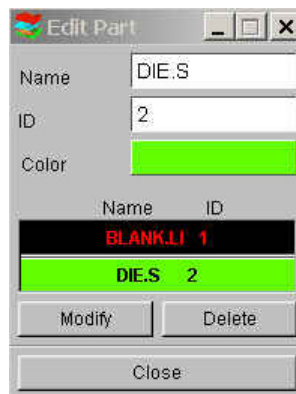 Edit Part
Name DIE.S
ID 2
Color
Name ID
BLANK.LI 1
DIE.S 2
Modify Delete
Close